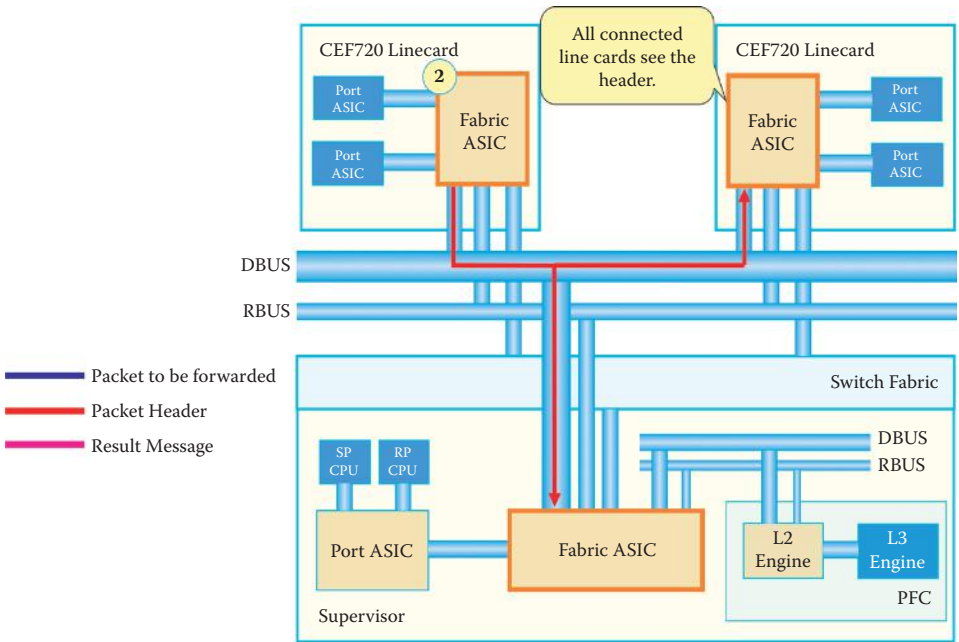 CEF720 Linecard
Port
ASIC
Port
ASIC
2
Fabric
ASIC
All connected
line cards see the
header.
CEF720 Linecard
Fabric
ASIC
Port
ASIC
Port
ASIC
DBUS
RBUS
Packet to be forwarded
Packet Header
Result Message
Switch Fabric
SP
CPU
RP
CPU
Port ASIC
Fabric ASIC
DBUS
RBUS
L2
Engine
L3
Engine
PFC
Supervisor